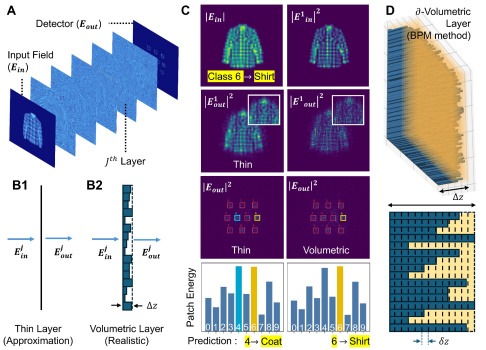 A
Detector (E_out)
Input Field
(E_in)
J^th Layer
B1
B2
E^j_in
E^j_out
E^j_in
E^j_out
Δz
Thin Layer
(Approximation)
Volumetric Layer
(Realistic)
C
|E_in|
|E^1_in|^2
Class 6 → Shirt
|E^1_out|^2
|E^1_out|^2
Thin
|E_out|^2
|E_out|^2
Thin
Volumetric
Patch Energy
0 1 2 3 4 5 6 7 8 9
0 1 2 3 4 5 6 7 8 9
Prediction :
4→ Coat
6→ Shirt
D
∂-Volumetric
Layer
(BPM method)
Δz
δz